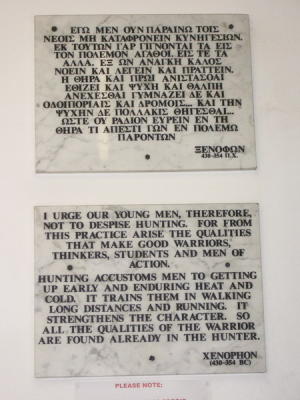 ΕΓΩ ΜΕΝ ΟΥΝ ΠΑΡΑΙΝΩ ΤΟΙΣ
ΝΕΟΙΣ ΜΗ ΚΑΤΑΦΡΟΝΕΙΝ ΚΥΝΗΓΕΣΙΩΝ.
ΕΚ ΤΟΥΤΩΝ ΓΑΡ ΓΙΓΝΟΝΤΑΙ ΤΑ ΕΙΣ
ΤΟΝ ΠΟΛΕΜΟΝ ΑΓΑΘΟΙ, ΕΙΣ ΤΕ ΤΑ
ΑΛΛΑ. ΕΞ ΩΝ ΑΝΑΓΚΗ ΚΑΛΟΣ
ΝΟΕΙΝ ΚΑΙ ΛΕΓΕΙΝ ΚΑΙ ΠΡΑΤΤΕΙΝ.
Η ΘΗΡΑ ΚΑΙ ΠΡΩΙ ΑΝΙΣΤΑΣΘΑΙ
ΕΘΙΖΕΙ ΚΑΙ ΨΥΧΗ ΚΑΙ ΘΑΛΠΗ
ΑΝΕΧΕΣΘΑΙ ΓΥΜΝΑΖΕΙ ΔΕ ΚΑΙ
ΟΔΟΙΠΟΡΙΑΙΣ ΚΑΙ ΔΡΟΜΟΙΣ... ΚΑΙ ΤΗΝ
ΨΥΧΗΝ ΔΕ ΠΟΛΛΑΚΙΣ ΘΗΓΕΣΘΑΙ...
ΩΣΤΕ ΟΥ ΡΑΔΙΟΝ ΕΥΡΕΙΝ ΕΝ ΤΗ
ΘΗΡΑ ΤΙ ΑΠΕΣΤΙ ΓΩΝ ΕΝ ΠΟΛΕΜΩ
ΠΑΡΟΝΤΩΝ
ΞΕΝΟΦΩΝ
430-354 Π.Χ.
I URGE OUR YOUNG MEN, THEREFORE,
NOT TO DESPISE HUNTING. FOR FROM
THIS PRACTICE ARISE THE QUALITIES
THAT MAKE GOOD WARRIORS,
THINKERS, STUDENTS AND MEN OF
ACTION.
HUNTING ACCUSTOMS MEN TO GETTING
UP EARLY AND ENDURING HEAT AND
COLD. IT TRAINS THEM IN WALKING
LONG DISTANCES AND RUNNING. IT
STRENGTHENS THE CHARACTER. SO
ALL THE QUALITIES OF THE WARRIOR
ARE FOUND ALREADY IN THE HUNTER.
XENOPHON
(430-354 BC)
PLEASE NOTE: